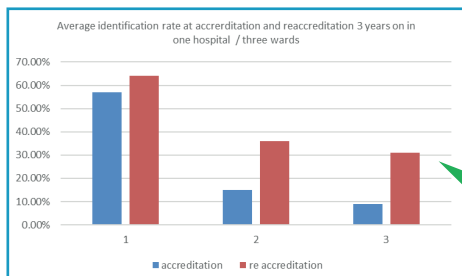 Average identification rate at accrerditation and reaccreditation 3 years on in
one hospital / three wards
70.00%
60.00%
50.00%
40.00%
30.00%
20.00%
10.00%
0.00%
1 2 3
accreditation re accreditation